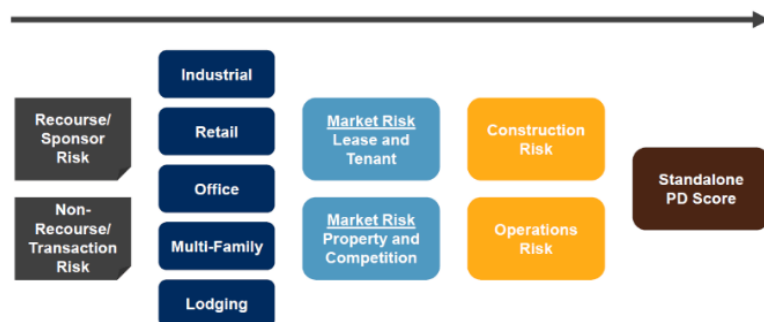 Recourse/
Sponsor
Risk
Non-
Recourse/
Transaction
Risk
Industrial
Retail
Office
Multi-Family
Lodging
Market Risk
Lease and
Tenant
Market Risk
Property and
Competition
Construction
Risk
Operations
Risk
Standalone
PD Score